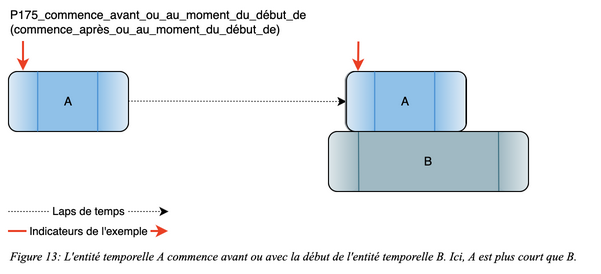 P175_commence_avant_ou_au_moment_du_début_de
(commence_après_ou_au_moment_du_début_de)
A
A
B
Laps de temps
Indicateurs de l'exemple
Figure 13: L'entité temporelle A commence avant ou avec la début de l'entité temporelle B. Ici, A est plus court que B.